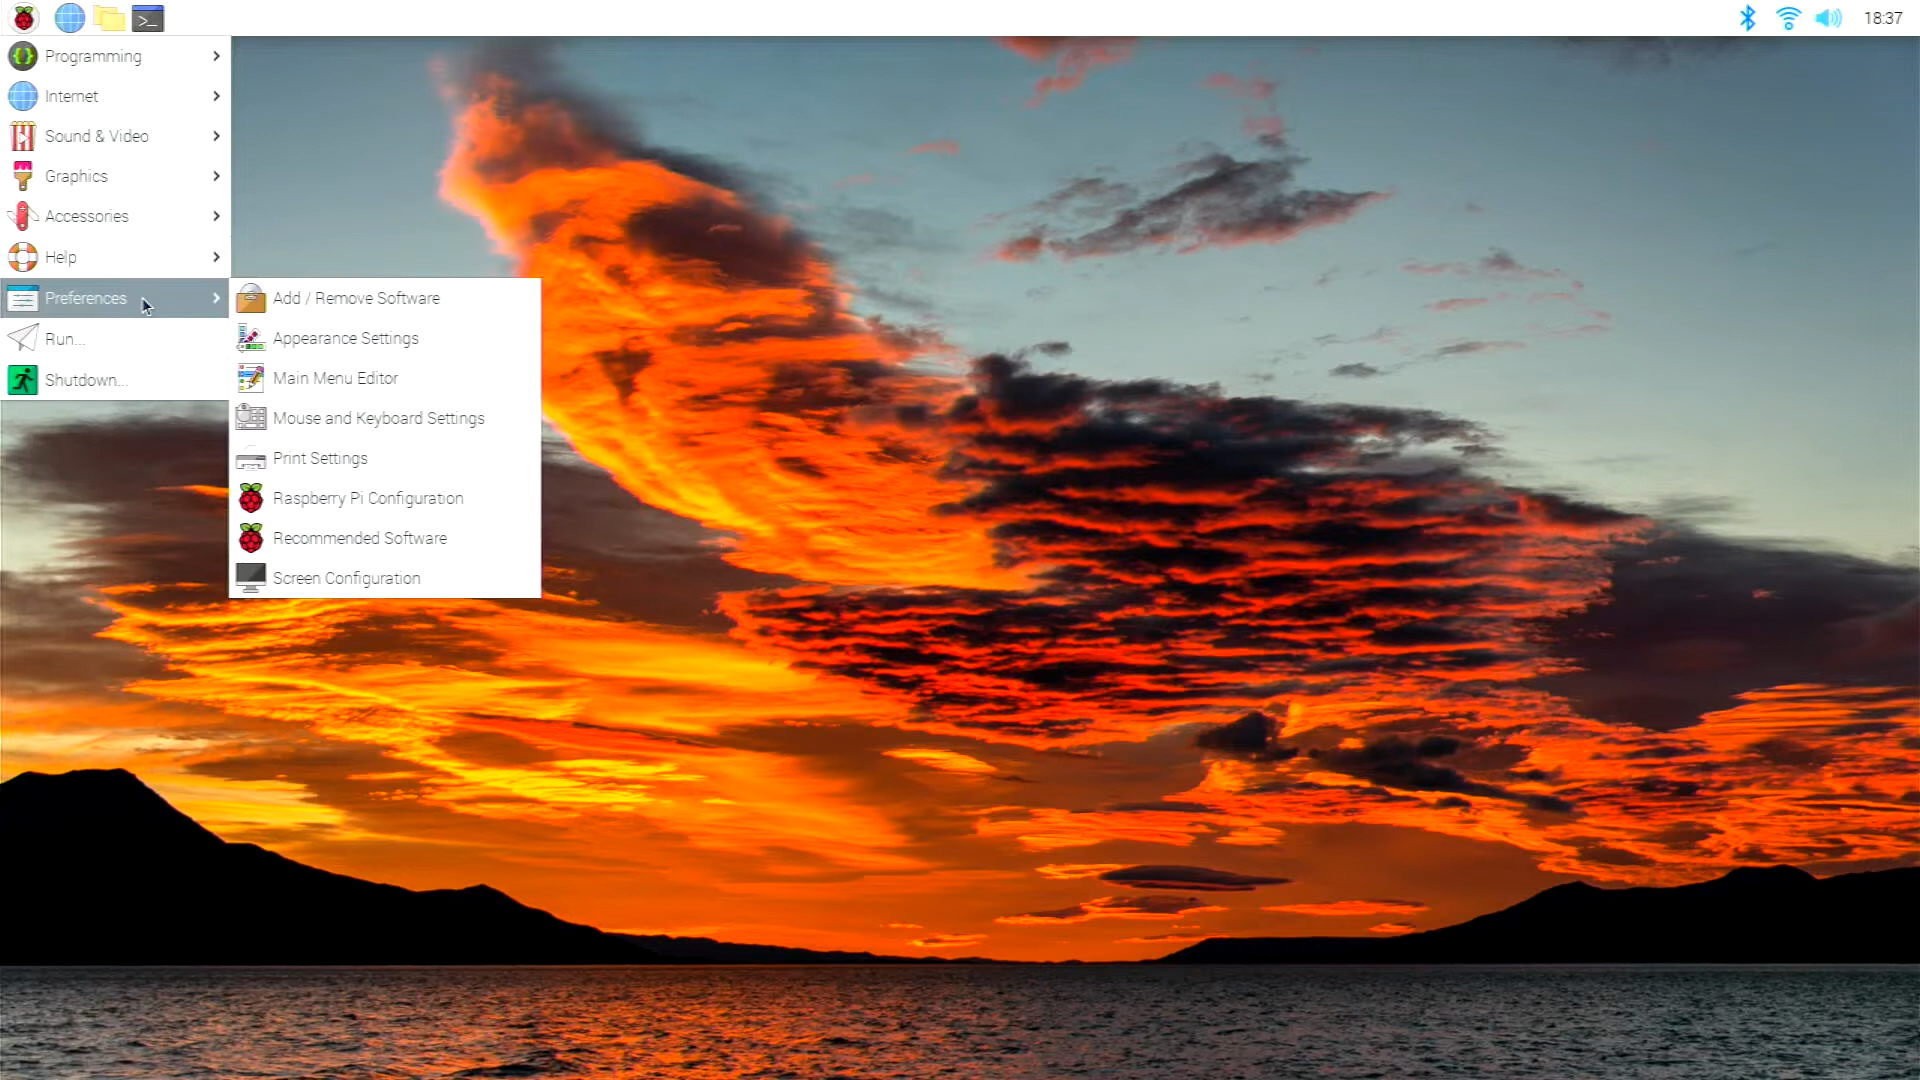 18:37
Programming
Internet
Sound & Video
Graphics
Accessories
Help
Preferences
Run...
Shutdown...
Add / Remove Software
Appearance Settings
Main Menu Editor
Mouse and Keyboard Settings
Print Settings
Raspberry Pi Configuration
Recommended Software
Screen Configuration